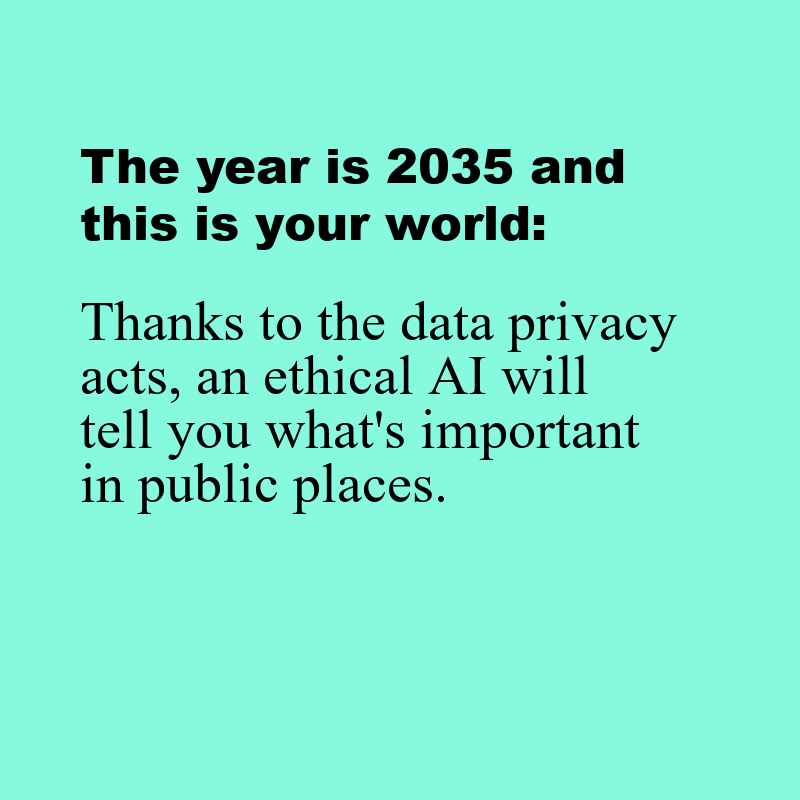 The year is 2035 and
this is your world:
Thanks to the data privacy
acts, an ethical AI will
tell you what's important
in public places.